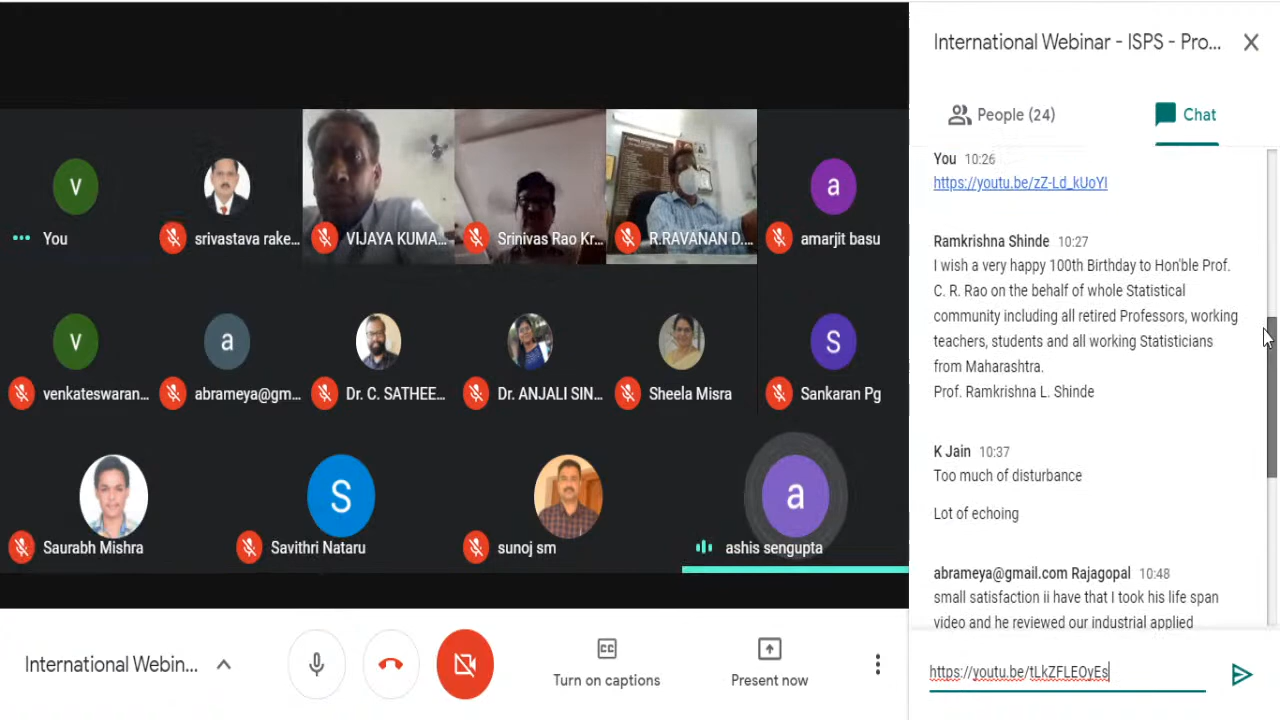 International Webinar - ISPS - Pro...
People (24)
Chat
You 10:26
https://youtu.be/zZ-Ld_kUoYI
Ramkrishna Shinde 10:27
I wish a very happy 100th Birthday to Hon'ble Prof.
C. R. Rao on the behalf of whole Statistical
community including all retired Professors, working
teachers, students and all working Statisticians
from Maharashtra.
Prof. Ramkrishna L. Shinde
K Jain 10:37
Too much of disturbance
Lot of echoing
abrameya@gmail.com Rajagopal 10:48
small satisfaction ii have that I took his life span
video and he reviewed our industrial applied
https://youtu.be/tLkZFLEOyEs
V
You
srivastava rake...
VIJAYA KUMA...
Srinivas Rao Kr...
R.RAVANAN D....
a
amarjit basu
V
venkateswaran...
a
abrameya@gm...
Dr. C. SATHEE...
Dr. ANJALI SIN...
Sheela Misra
S
Sankaran Pg
Saurabh Mishra
S
Savithri Nataru
sunoj sm
a
ashis sengupta
International Webin...
CC
Turn on captions
Present now